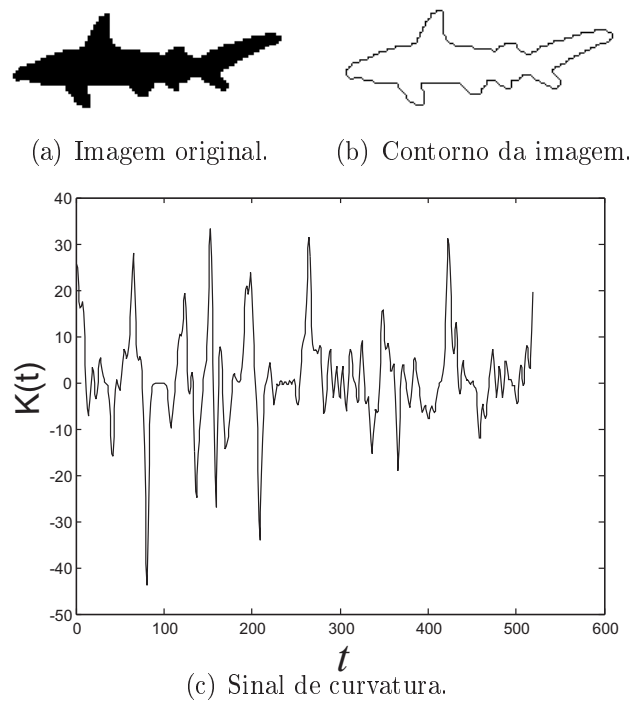 (a) Imagem original.
(b) Contorno da imagem.
40
30
20
10
0
-10
-20
-30
-40
-50
K(t)
0 100 200 300 400 500 600
t
(c) Sinal de curvatura.